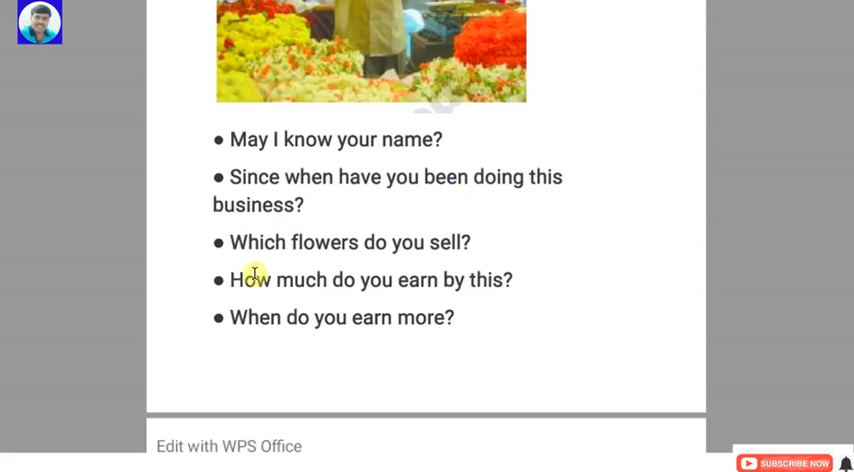 ● May I know your name?
● Since when have you been doing this
business?
● Which flowers do you sell?
● How much do you earn by this?
● When do you earn more?
Edit with WPS Office
SUBSCRIBE NOW